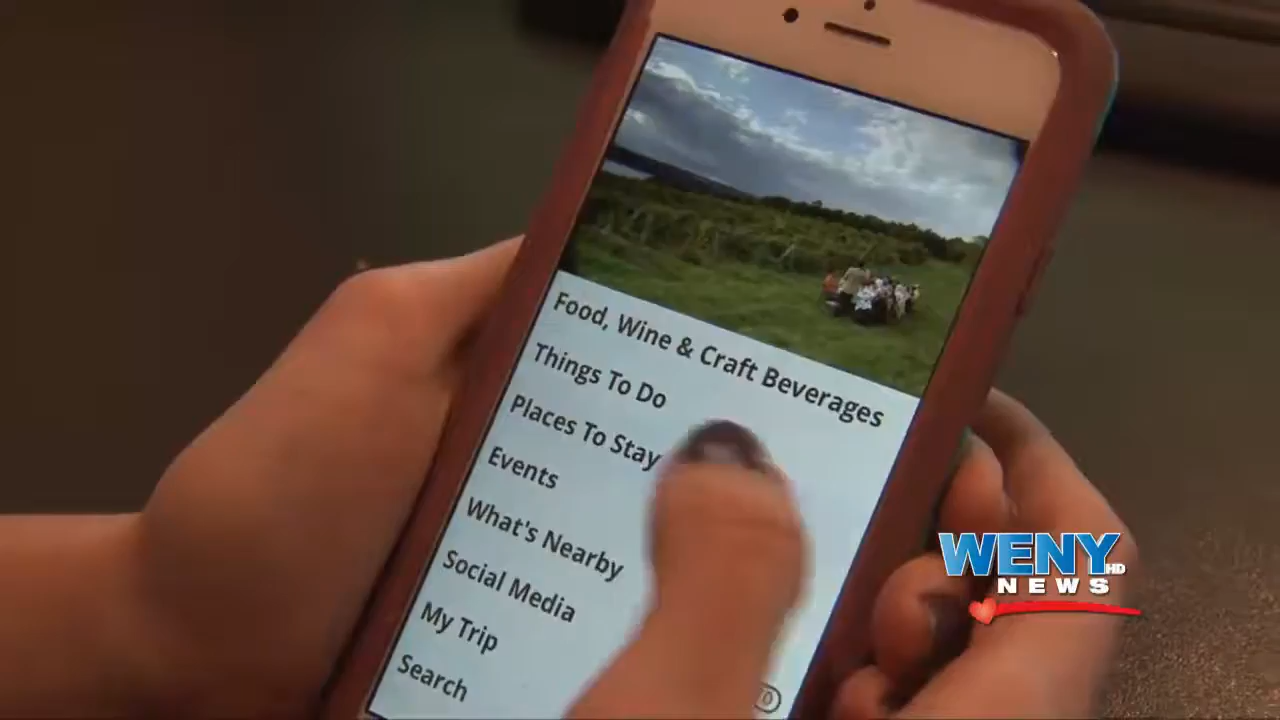 Food, Wine & Craft Beverages
Things To Do
Places To Stay
Events
What's Nearby
Social Media
My Trip
Search
WENY HD
NEWS